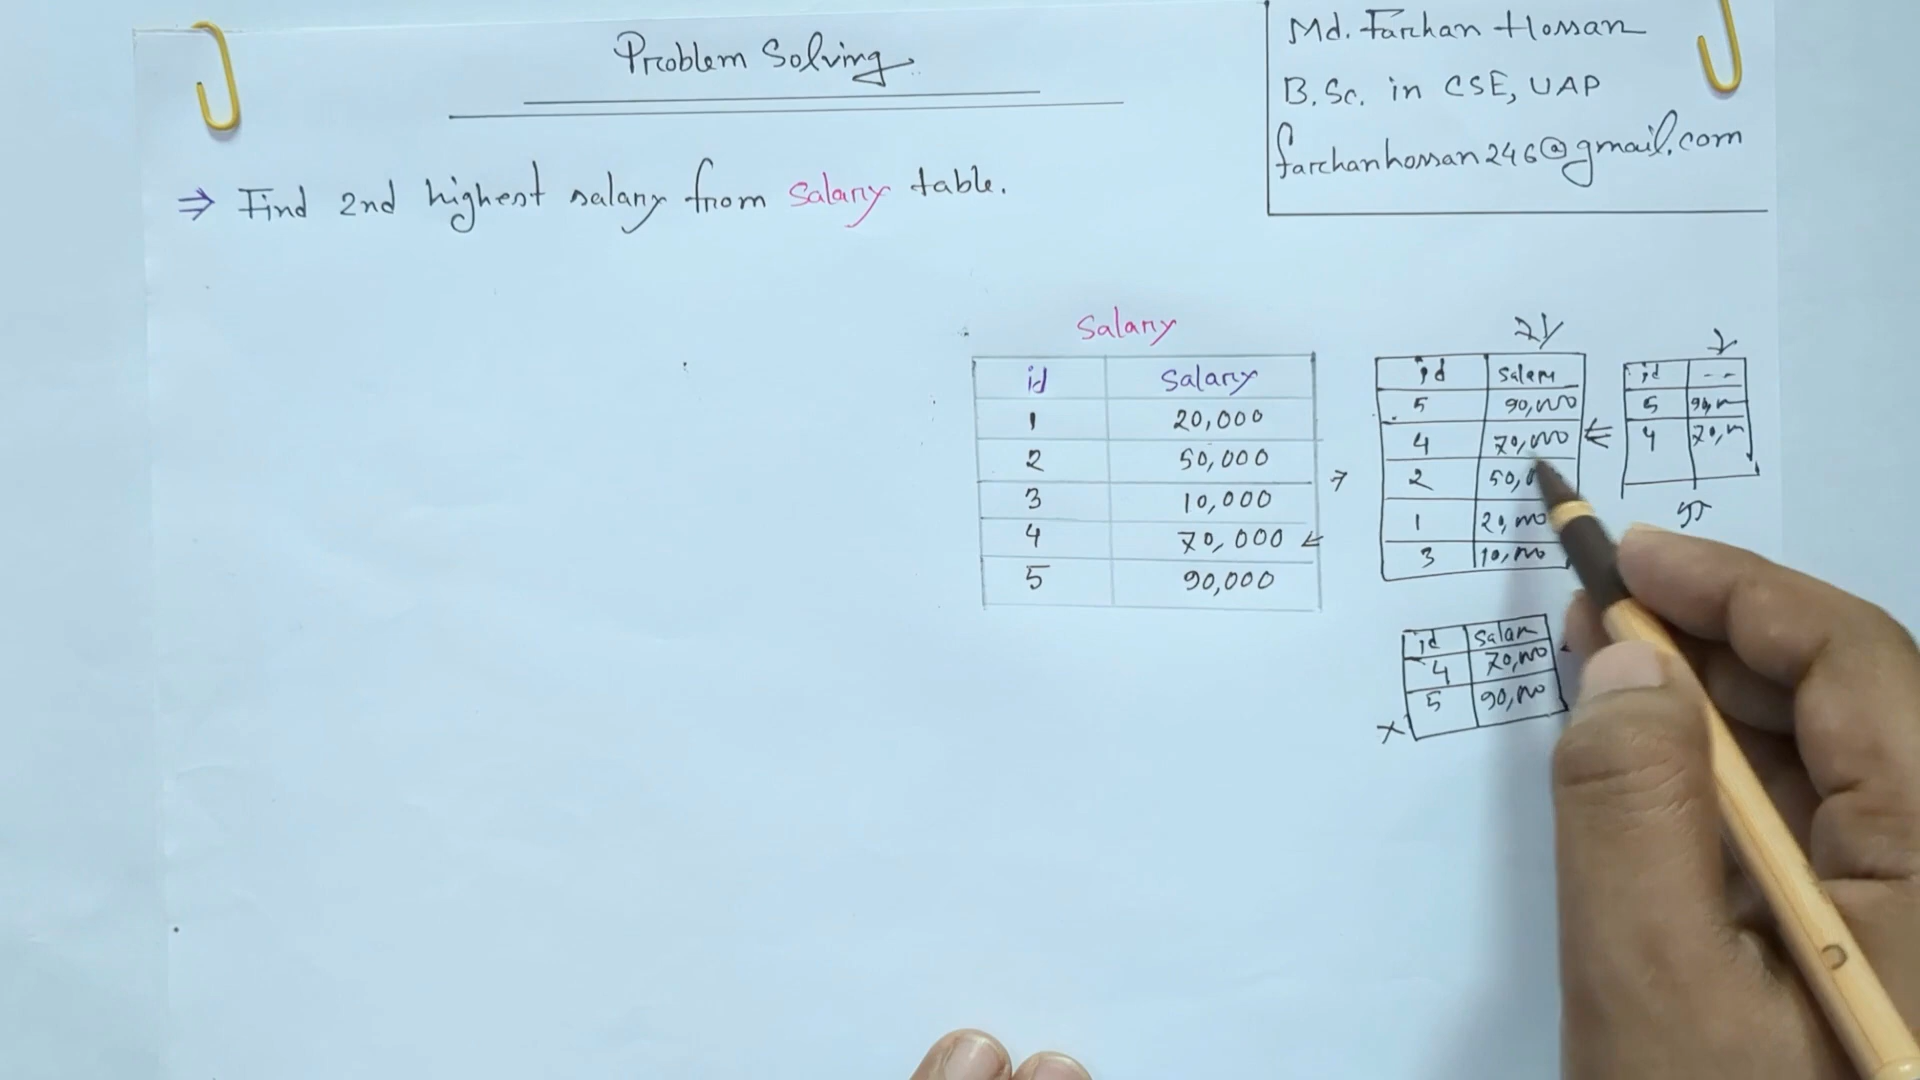 Problem Solving
Md. Farhan Hossan
B.Sc. in CSE, UAP
farhanhossan246@gmail.com
⇒ Find 2nd highest salary from Salary table.
Salary
id Salary
1 20,000
2 50,000
3 10,000
4 70,000
5 90,000
id Salary
5 90,000
4 70,000
2 50,
1 20,000
3 10,000
id --
5 90,
4 70,
id Salary
4 70,000
5 90,000